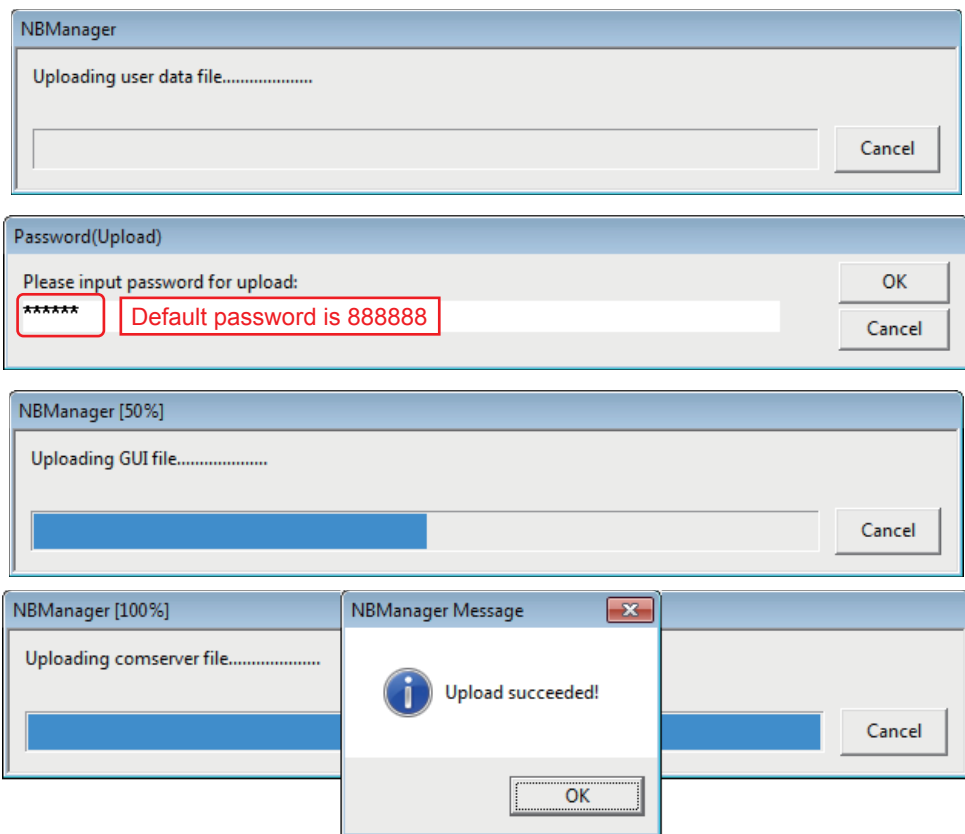 NBManager
Uploading user data file....................
Cancel
Password(Upload)
Please input password for upload:
OK
****** Default password is 888888
Cancel
NBManager [50%]
Uploading GUI file....................
Cancel
NBManager [100%]
NBManager Message
Uploading comserver file....................
Upload succeeded!
Cancel
OK